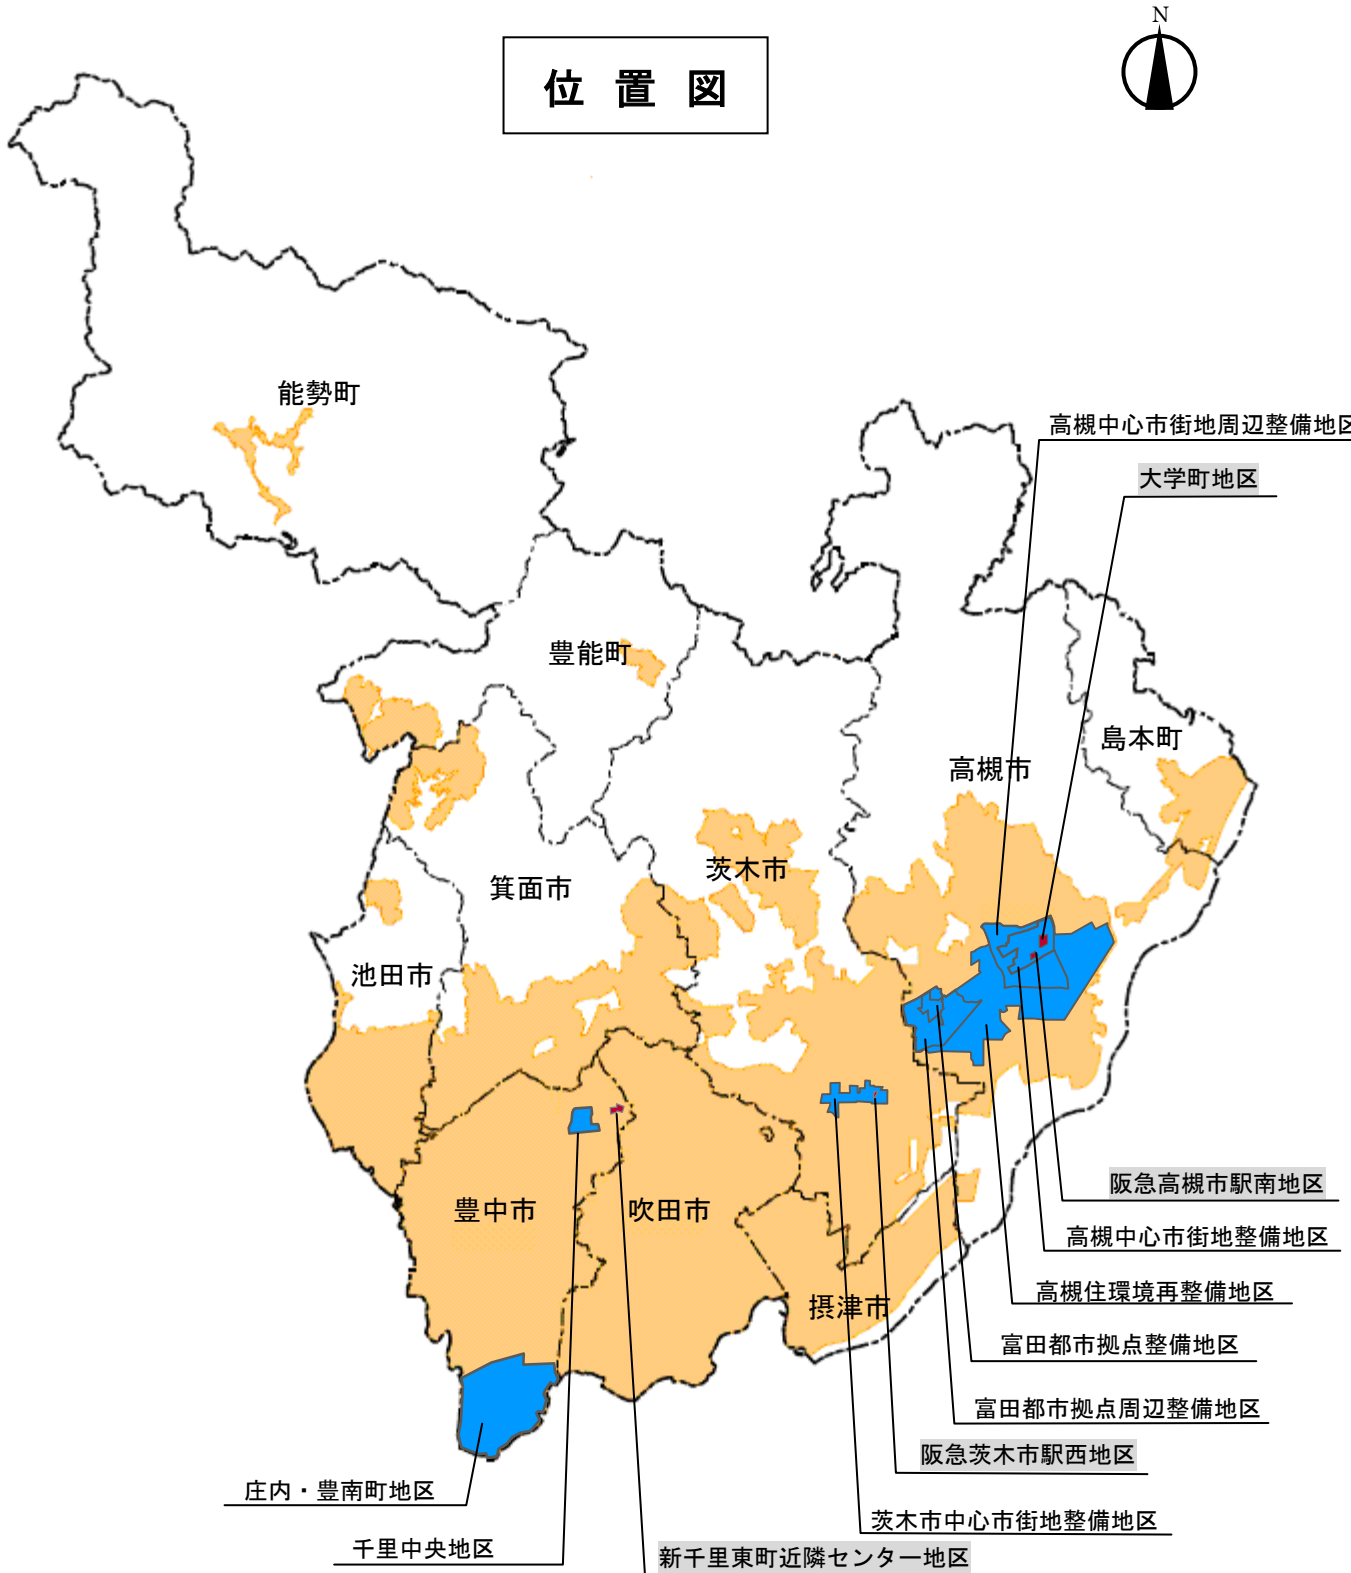 位置図
N
能勢町
高槻中心市街地周辺整備地区
大学町地区
豊能町
島本町
高槻市
茨木市
箕面市
池田市
阪急高槻市駅南地区
豊中市
吹田市
高槻中心市街地整備地区
高槻住環境再整備地区
摂津市
富田都市拠点整備地区
富田都市拠点周辺整備地区
阪急茨木市駅西地区
庄内・豊南町地区
茨木市中心市街地整備地区
千里中央地区
新千里東町近隣センター地区